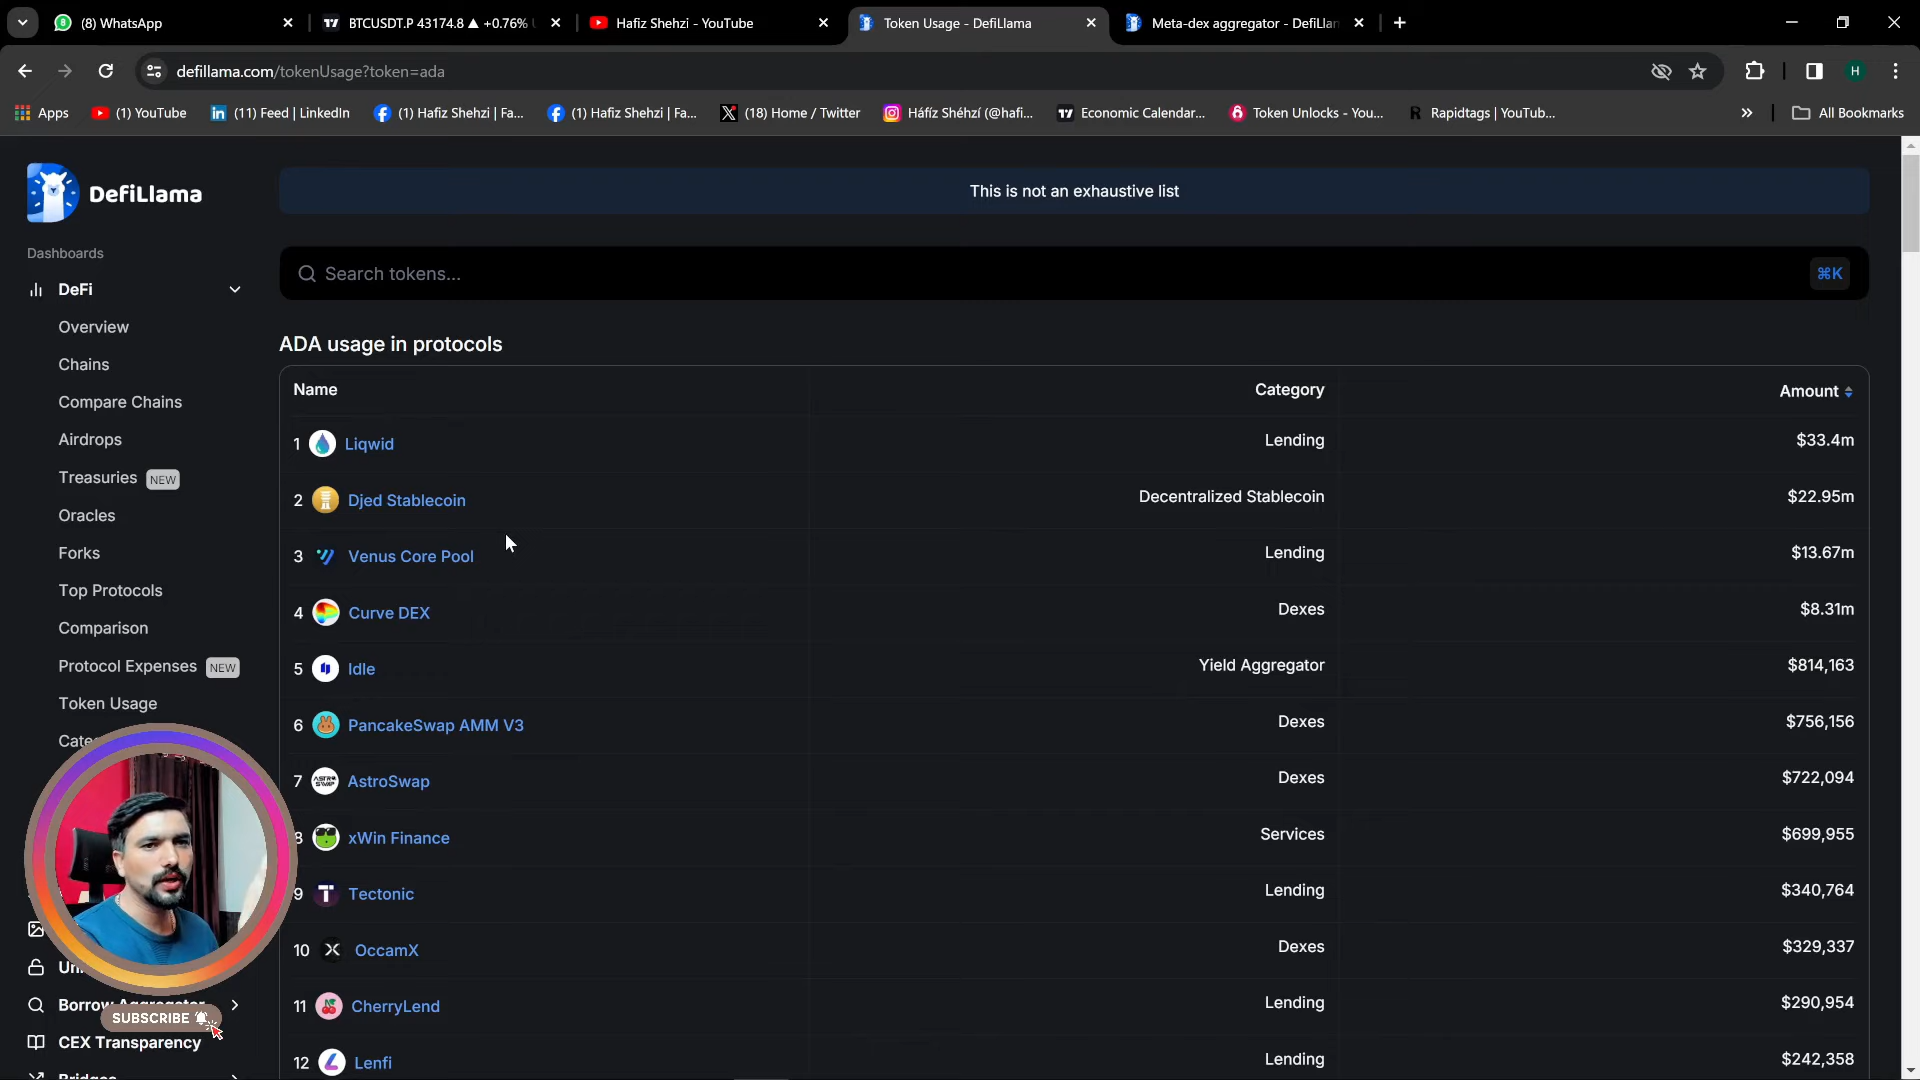 (8) WhatsApp
BTCUSDT.P 43174.8 ▲ +0.76%
Hafiz Shehzi - YouTube
Token Usage - DefiLlama
Meta-dex aggregator - DefiLlar
defillama.com/tokenUsage?token=ada
H
Apps
(1) YouTube
(11) Feed | LinkedIn
(1) Hafiz Shehzi | Fa...
(1) Hafiz Shehzi | Fa...
(18) Home / Twitter
Háfíz Shéhzí (@hafi...
Economic Calendar...
Token Unlocks - You...
Rapidtags | YouTub...
All Bookmarks
DefiLlama
This is not an exhaustive list
Search tokens...
⌘K
Dashboards
DeFi
Overview
Chains
Compare Chains
Airdrops
Treasuries NEW
Oracles
Forks
Top Protocols
Comparison
Protocol Expenses NEW
Token Usage
SUBSCRIBE
CEX Transparency
ADA usage in protocols
Name Category Amount
1 Liqwid Lending $33.4m
2 Djed Stablecoin Decentralized Stablecoin $22.95m
3 Venus Core Pool Lending $13.67m
4 Curve DEX Dexes $8.31m
5 Idle Yield Aggregator $814,163
6 PancakeSwap AMM V3 Dexes $756,156
7 AstroSwap Dexes $722,094
8 xWin Finance Services $699,955
9 Tectonic Lending $340,764
10 OccamX Dexes $329,337
11 CherryLend Lending $290,954
12 Lenfi Lending $242,358